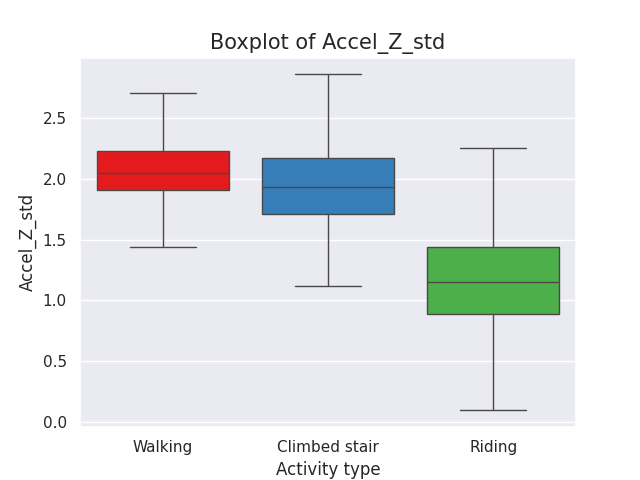 Boxplot of Accel_Z_std
Accel_Z_std
2.5
2.0
1.5
1.0
0.5
0.0
Walking Climbed stair Riding
Activity type